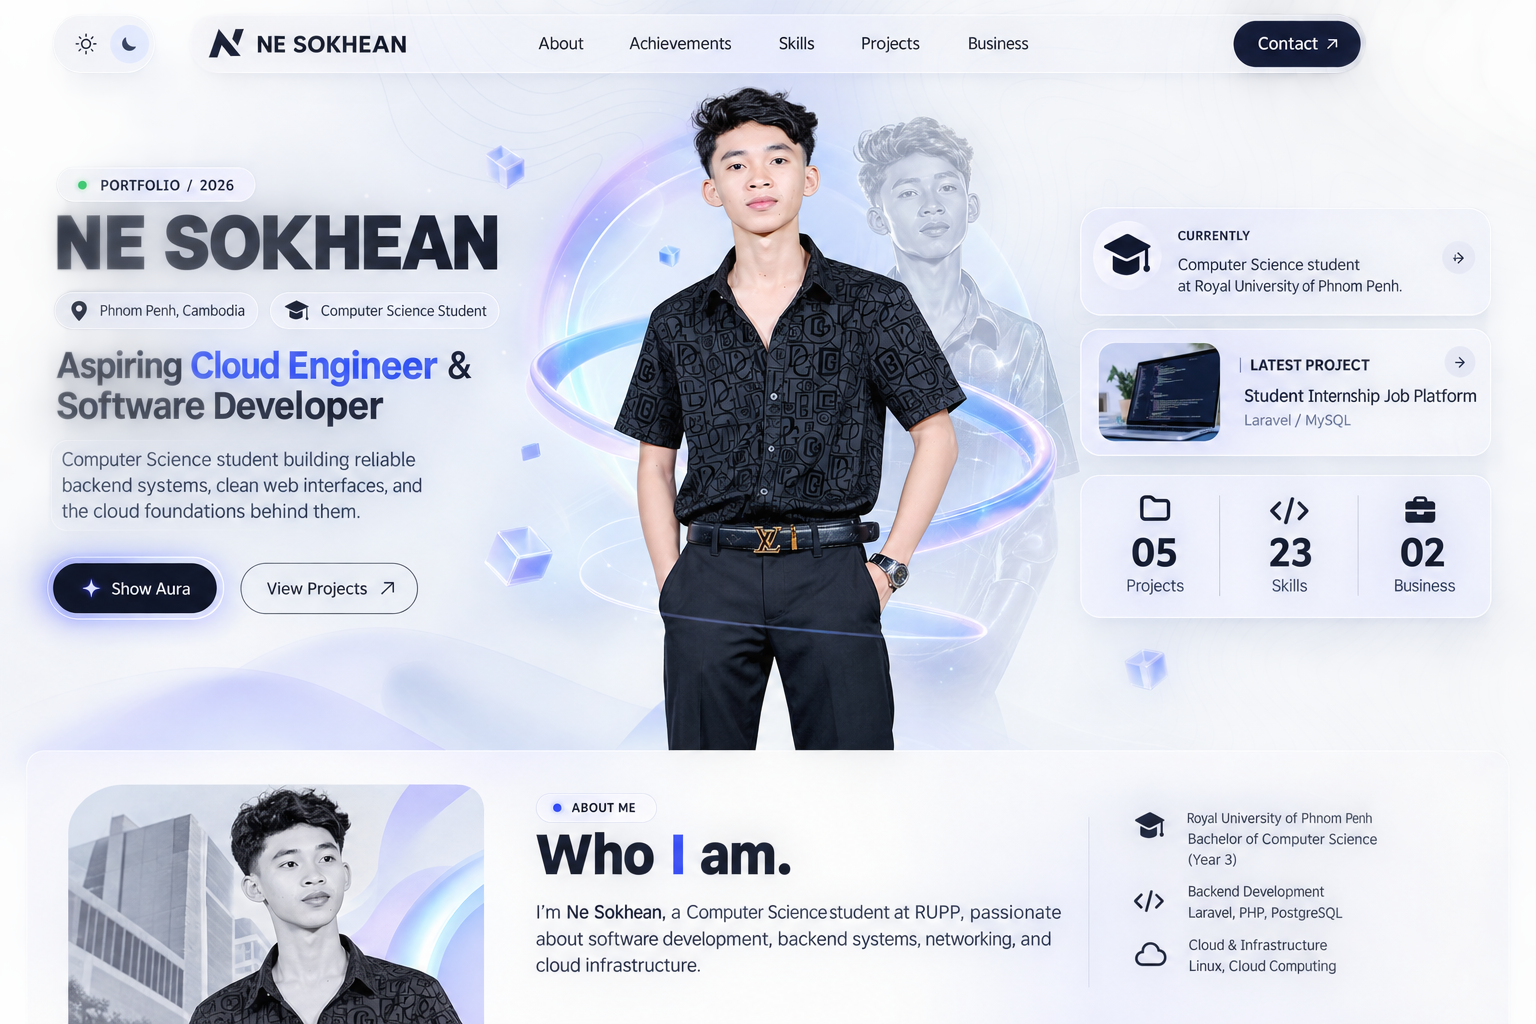 NE SOKHEAN
About
Achievements
Skills
Projects
Business
Contact
PORTFOLIO / 2026
NE SOKHEAN
Phnom Penh, Cambodia
Computer Science Student
Aspiring Cloud Engineer &
Software Developer
Computer Science student building reliable
backend systems, clean web interfaces, and
the cloud foundations behind them.
Show Aura
View Projects
CURRENTLY
Computer Science student
at Royal University of Phnom Penh.
LATEST PROJECT
Student Internship Job Platform
Laravel / MySQL
05
Projects
23
Skills
02
Business
ABOUT ME
Who I am.
I'm Ne Sokhean, a Computer Science student at RUPP, passionate
about software development, backend systems, networking, and
cloud infrastructure.
Royal University of Phnom Penh
Bachelor of Computer Science
(Year 3)
Backend Development
Laravel, PHP, PostgreSQL
Cloud & Infrastructure
Linux, Cloud Computing